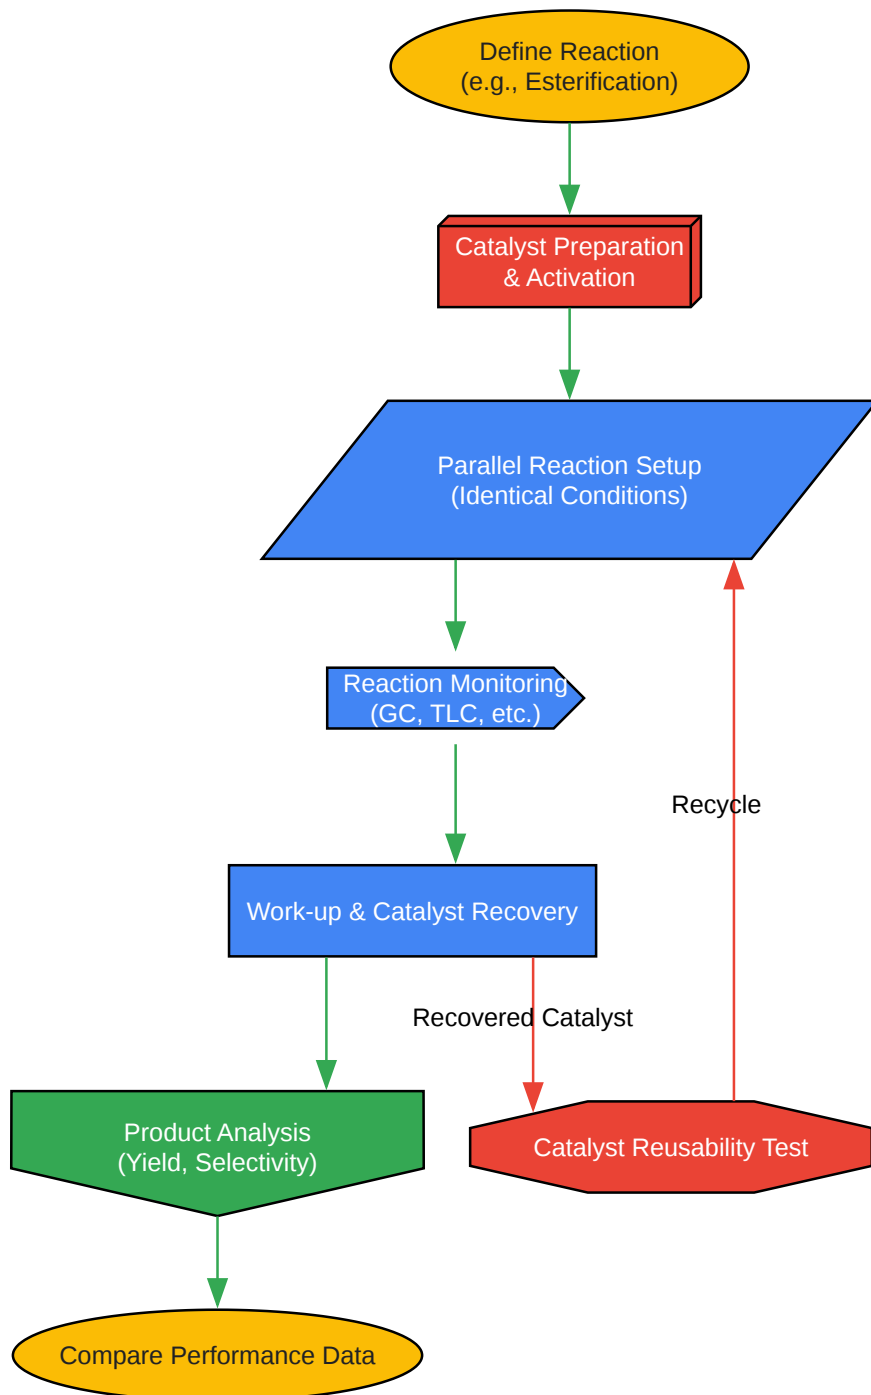 Define Reaction
(e.g., Esterification)
Catalyst Preparation
& Activation
Parallel Reaction Setup
(Identical Conditions)
Reaction Monitoring
(GC, TLC, etc.)
Recycle
Work-up & Catalyst Recovery
Recovered Catalyst
Product Analysis
(Yield, Selectivity)
Catalyst Reusability Test
Compare Performance Data